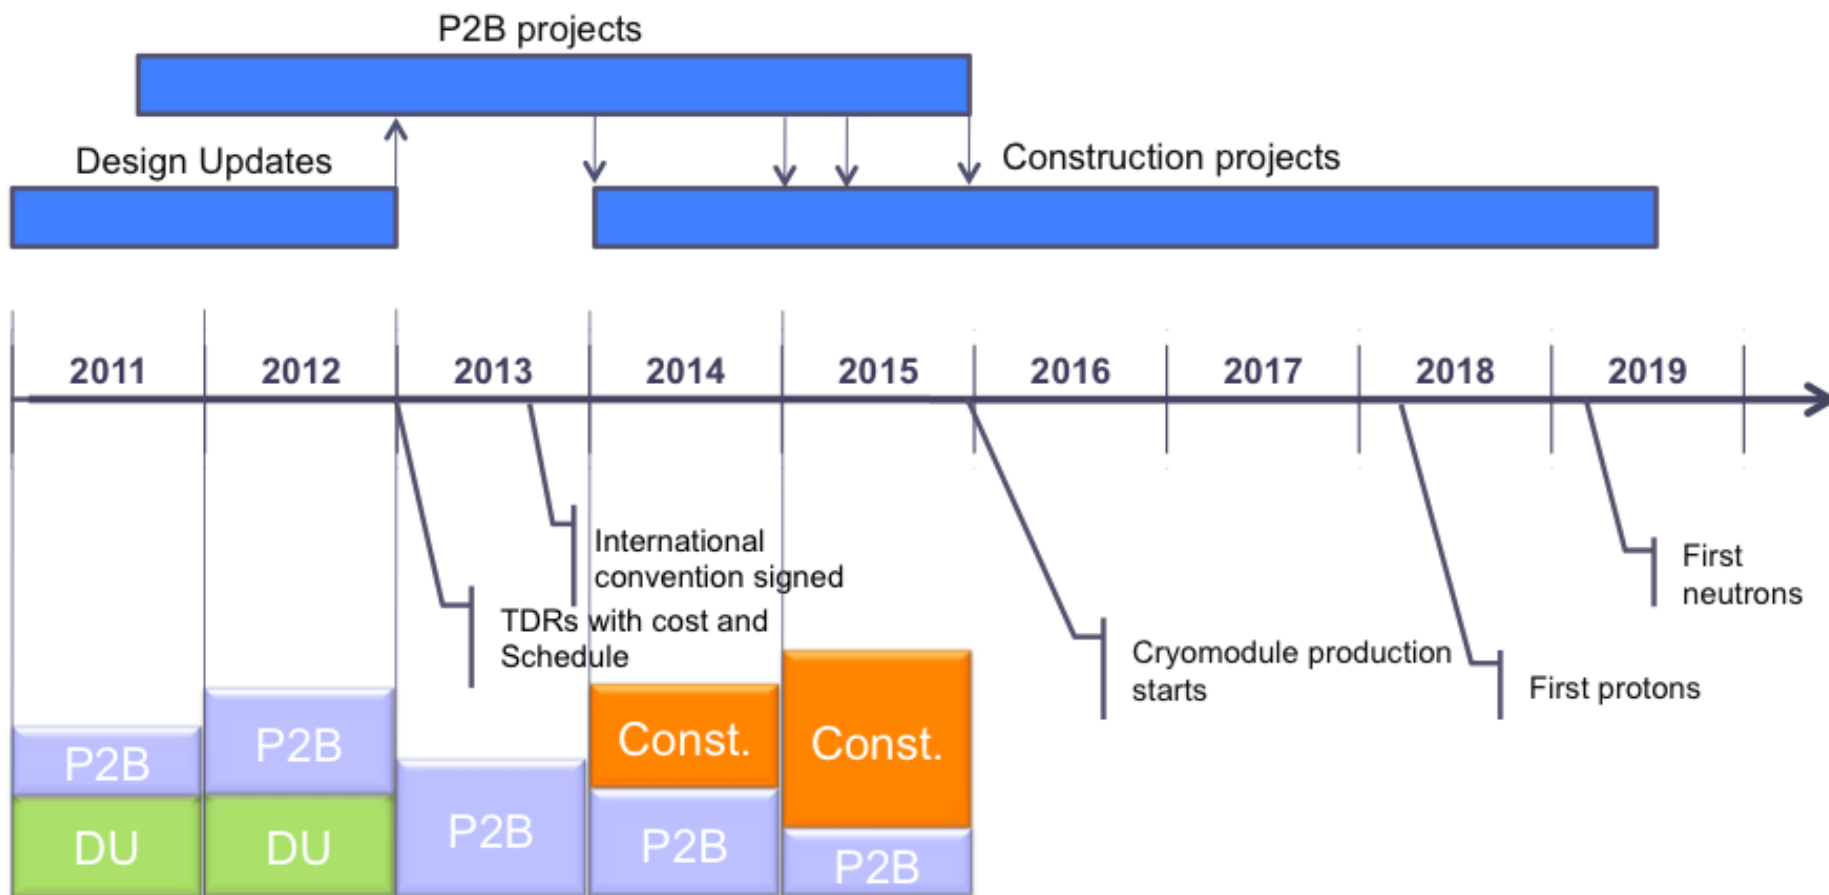 P2B projects
Design Updates
Construction projects
2011 2012 2013 2014 2015 2016 2017 2018 2019
International
convention signed
TDRs with cost and
Schedule
Cryomodule production
starts
First protons
First
neutrons
P2B P2B Const. Const.
DU DU P2B P2B P2B